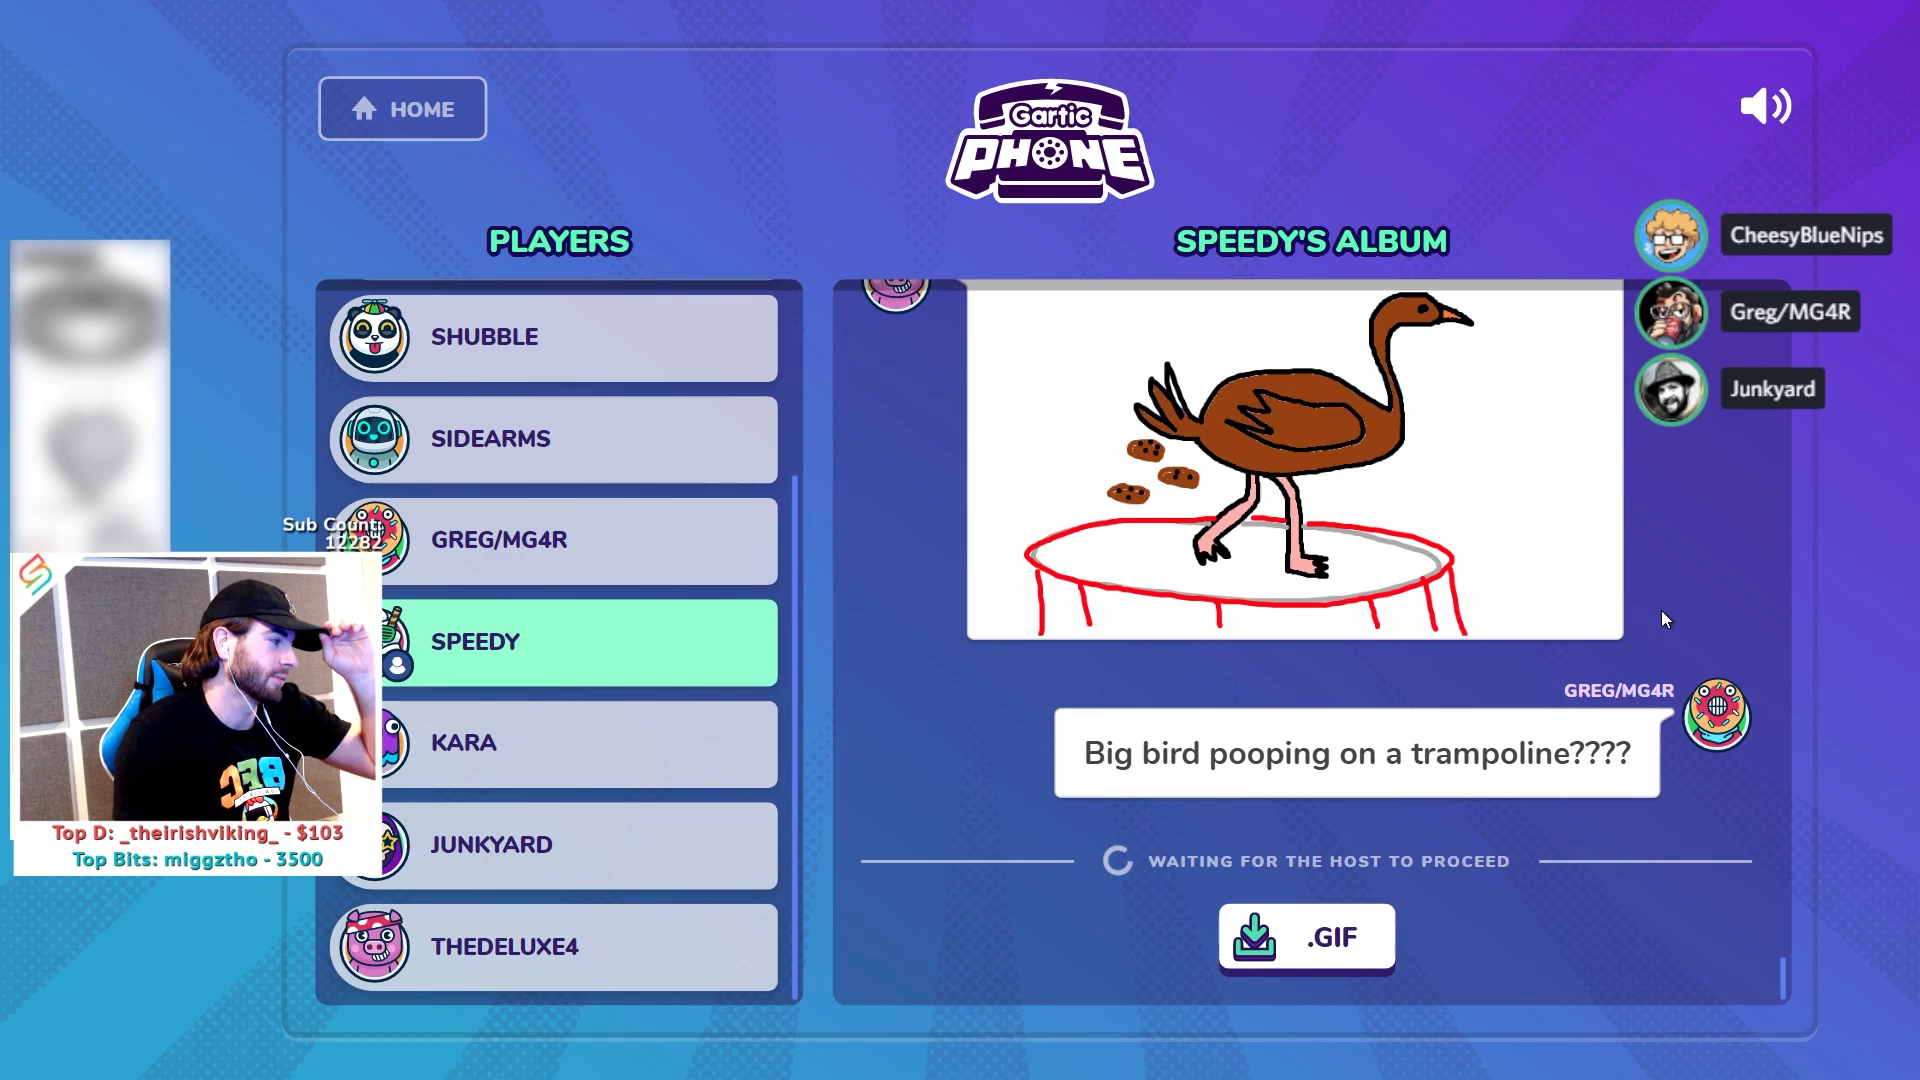 HOME
Gartic
PHONE
PLAYERS
SPEEDY'S ALBUM
CheesyBlueNips
Greg/MG4R
Junkyard
SHUBBLE
SIDEARMS
GREG/MG4R
SPEEDY
KARA
JUNKYARD
THEDELUXE4
Sub Count:
12282
Top D: _theirishviking_ - $103
Top Bits: miggztho - 3500
GREG/MG4R
Big bird pooping on a trampoline????
WAITING FOR THE HOST TO PROCEED
.GIF